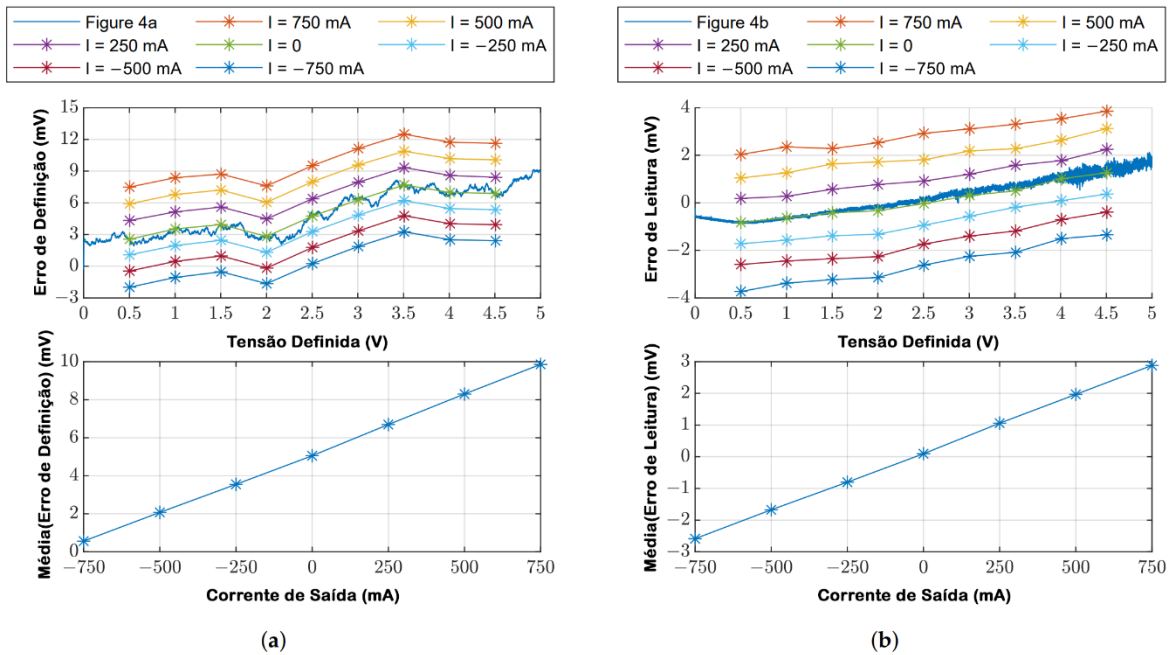 Figure 4a I = 750 mA I = 500 mA
I = 250 mA I = 0 I = −250 mA
I = −500 mA I = −750 mA
Erro de Definição (mV)
15
12
9
6
3
0
−3
0 0.5 1 1.5 2 2.5 3 3.5 4 4.5 5
Tensão Definida (V)
Média(Erro de Definição) (mV)
10
8
6
4
2
0
−750 −500 −250 0 250 500 750
Corrente de Saída (mA)
(a)
Figure 4b I = 750 mA I = 500 mA
I = 250 mA I = 0 I = −250 mA
I = −500 mA I = −750 mA
Erro de Leitura (mV)
4
2
0
−2
−4
0 0.5 1 1.5 2 2.5 3 3.5 4 4.5 5
Tensão Definida (V)
Média(Erro de Leitura) (mV)
3
2
1
0
−1
−2
−3
−750 −500 −250 0 250 500 750
Corrente de Saída (mA)
(b)